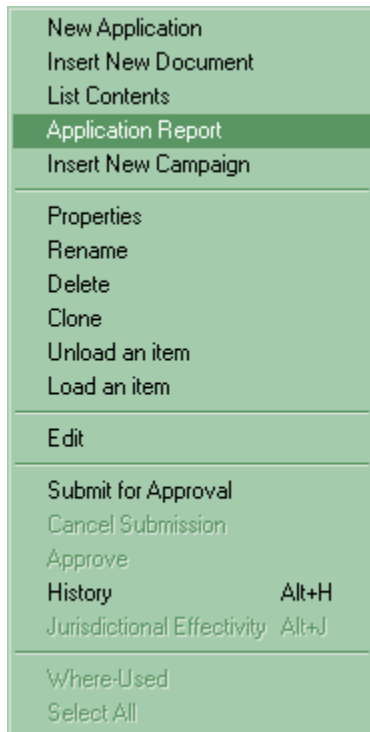 New Application
Insert New Document
List Contents
Application Report
Insert New Campaign
Properties
Rename
Delete
Clone
Unload an item
Load an item
Edit
Submit for Approval
Cancel Submission
Approve
History Alt+H
Jurisdictional Effectivity Alt+J
Where-Used
Select All